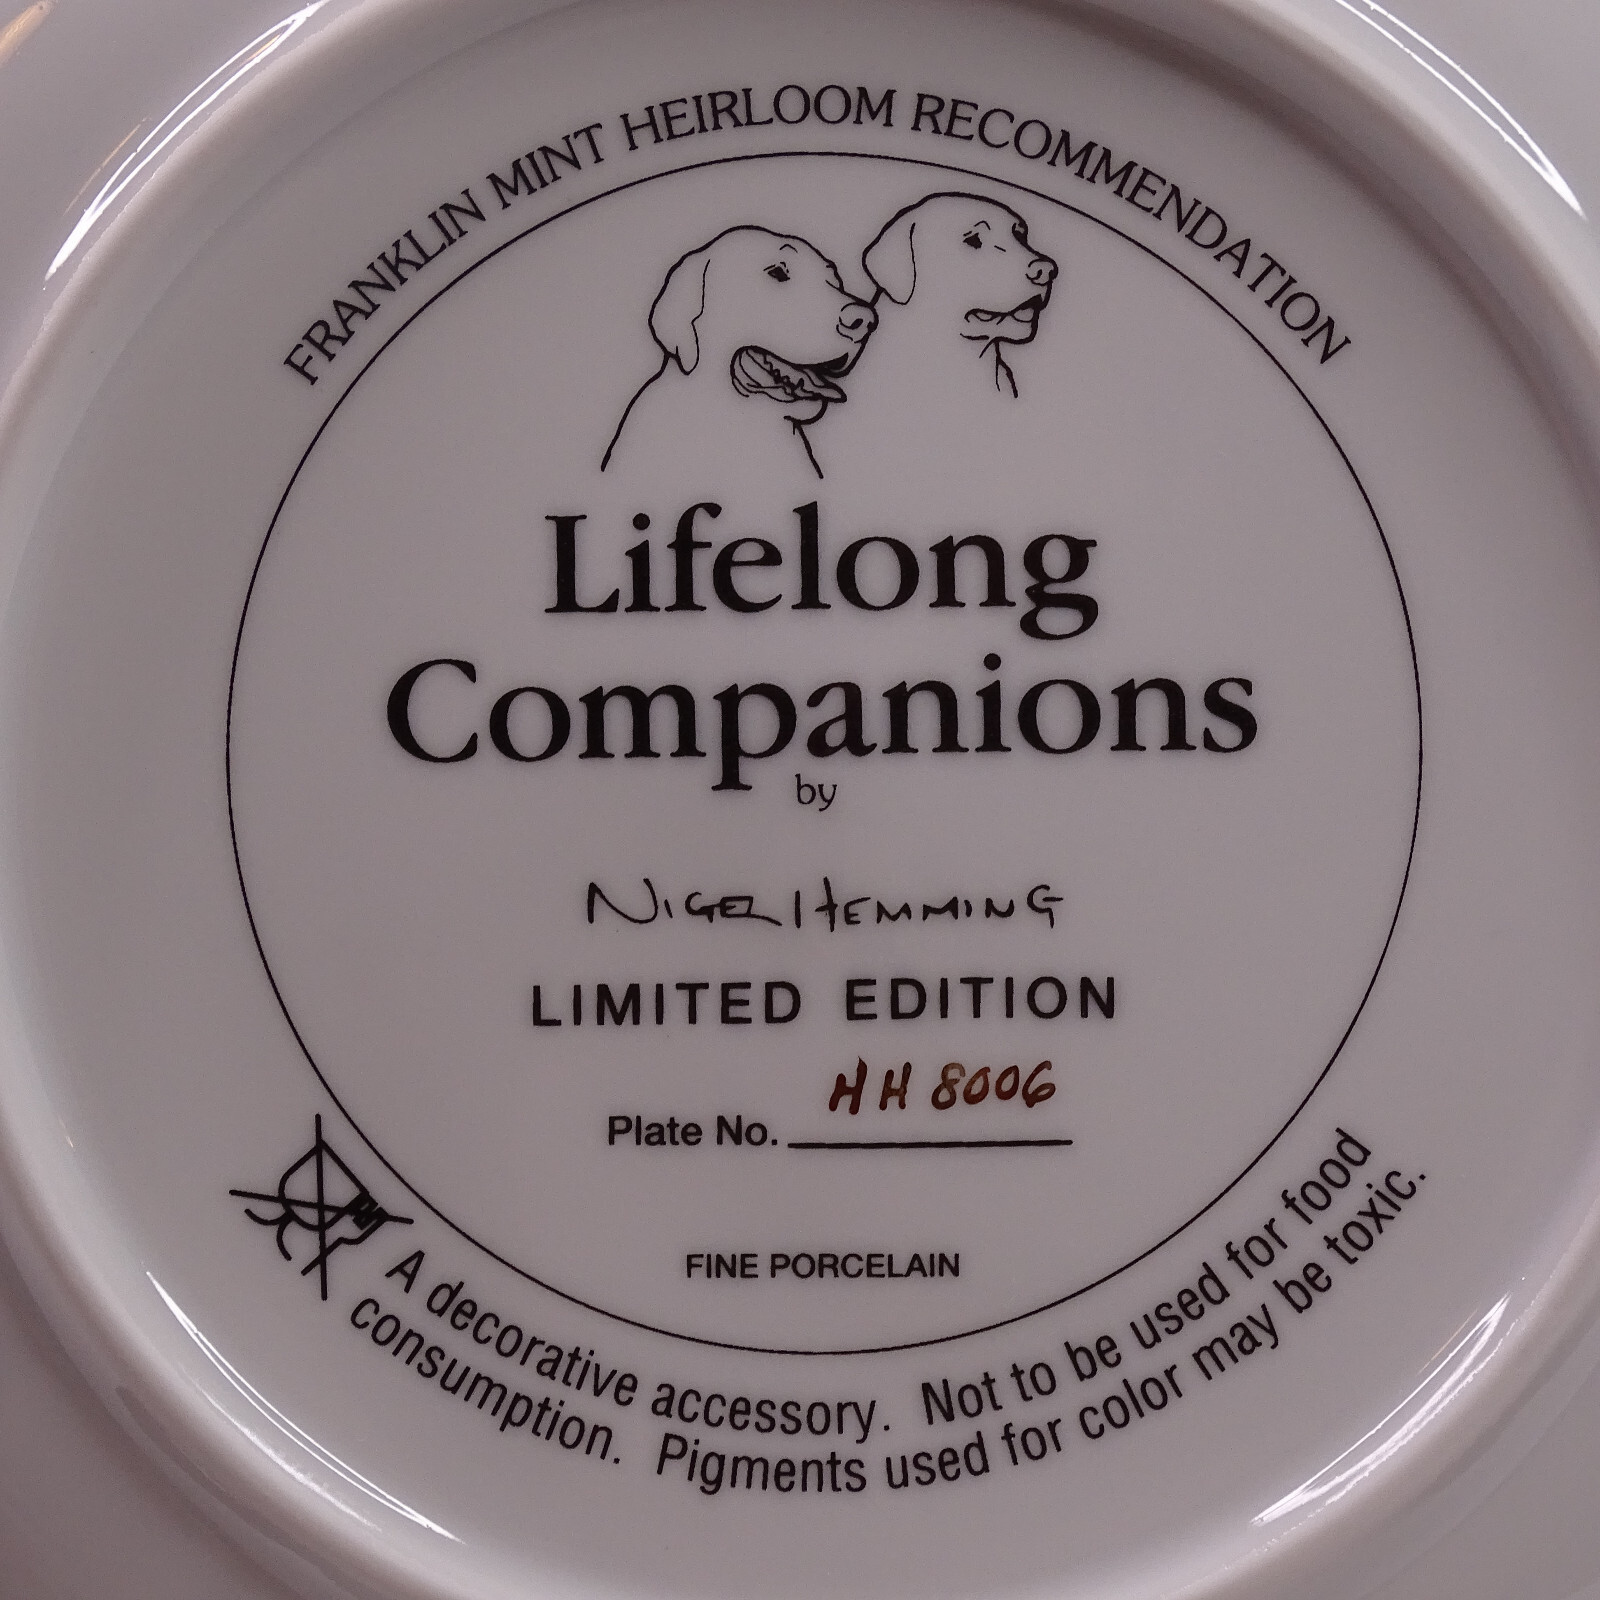 FRANKLIN MINT HEIRLOOM RECOMMENDATION
Lifelong
Companions
by
NIGEL HEMMING
LIMITED EDITION
Plate No. HH 8006
FINE PORCELAIN
A decorative accessory. Not to be used for food
consumption. Pigments used for color may be toxic.